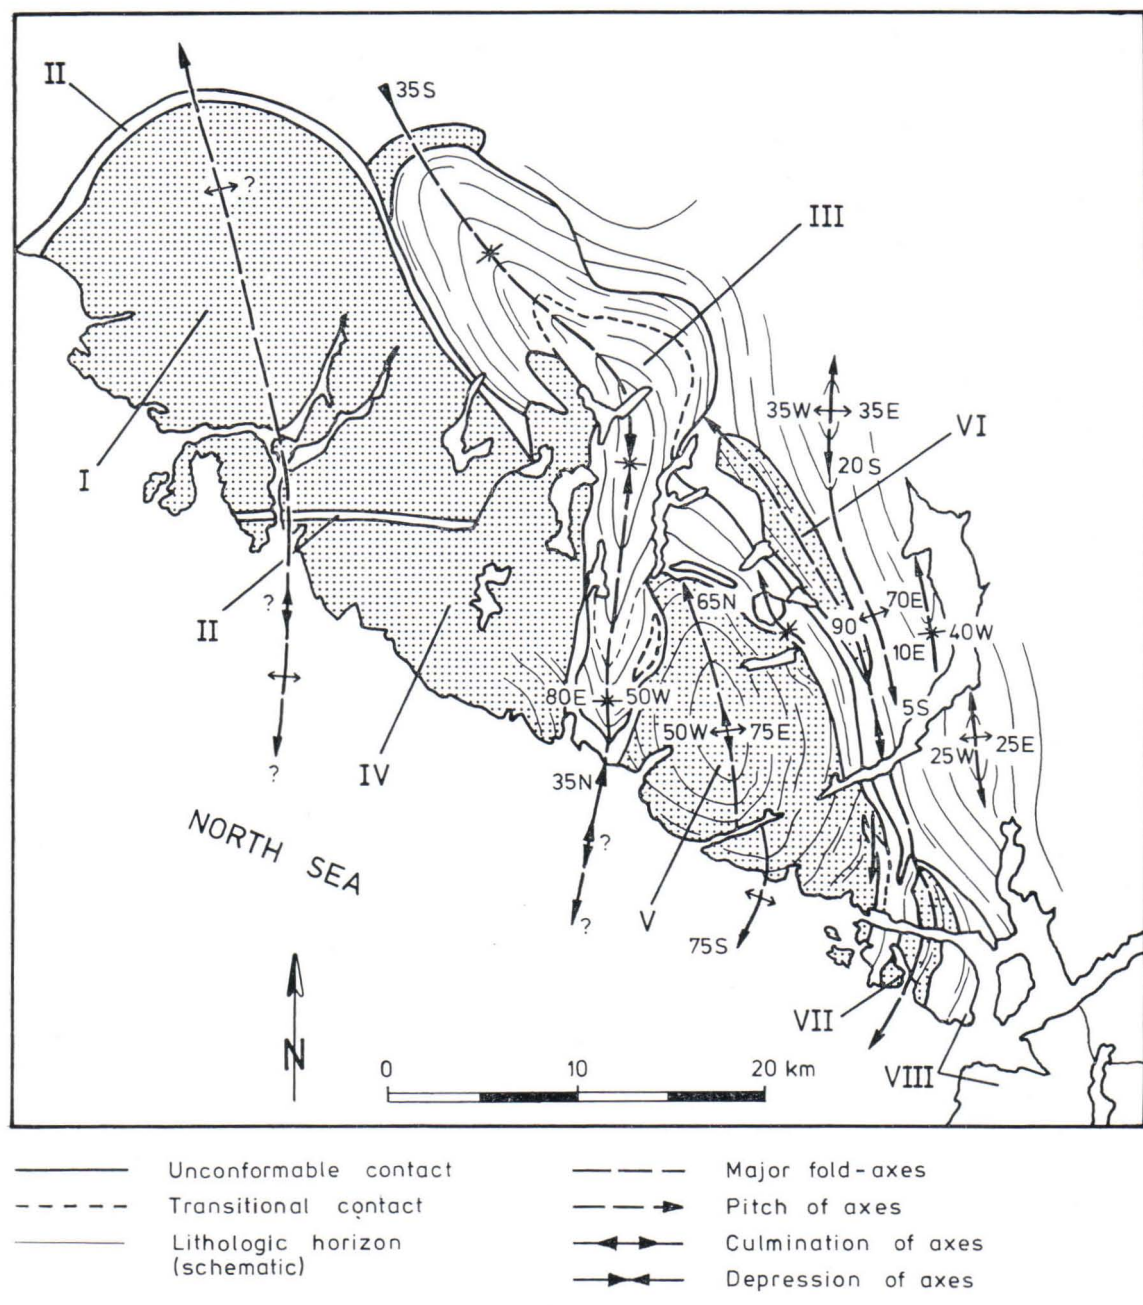 II
35S
III
?
35W
35E
VI
20S
I
65N
70E
90
40W
10E
?
II
80E
50W
5S
50W
75E
25W
25E
?
IV
35N
?
NORTH SEA
?
V
75S
VII
N
0
10
20 km
VIII
Unconformable contact
Transitional contact
Lithologic horizon
(schematic)
Major fold-axes
Pitch of axes
Culmination of axes
Depression of axes